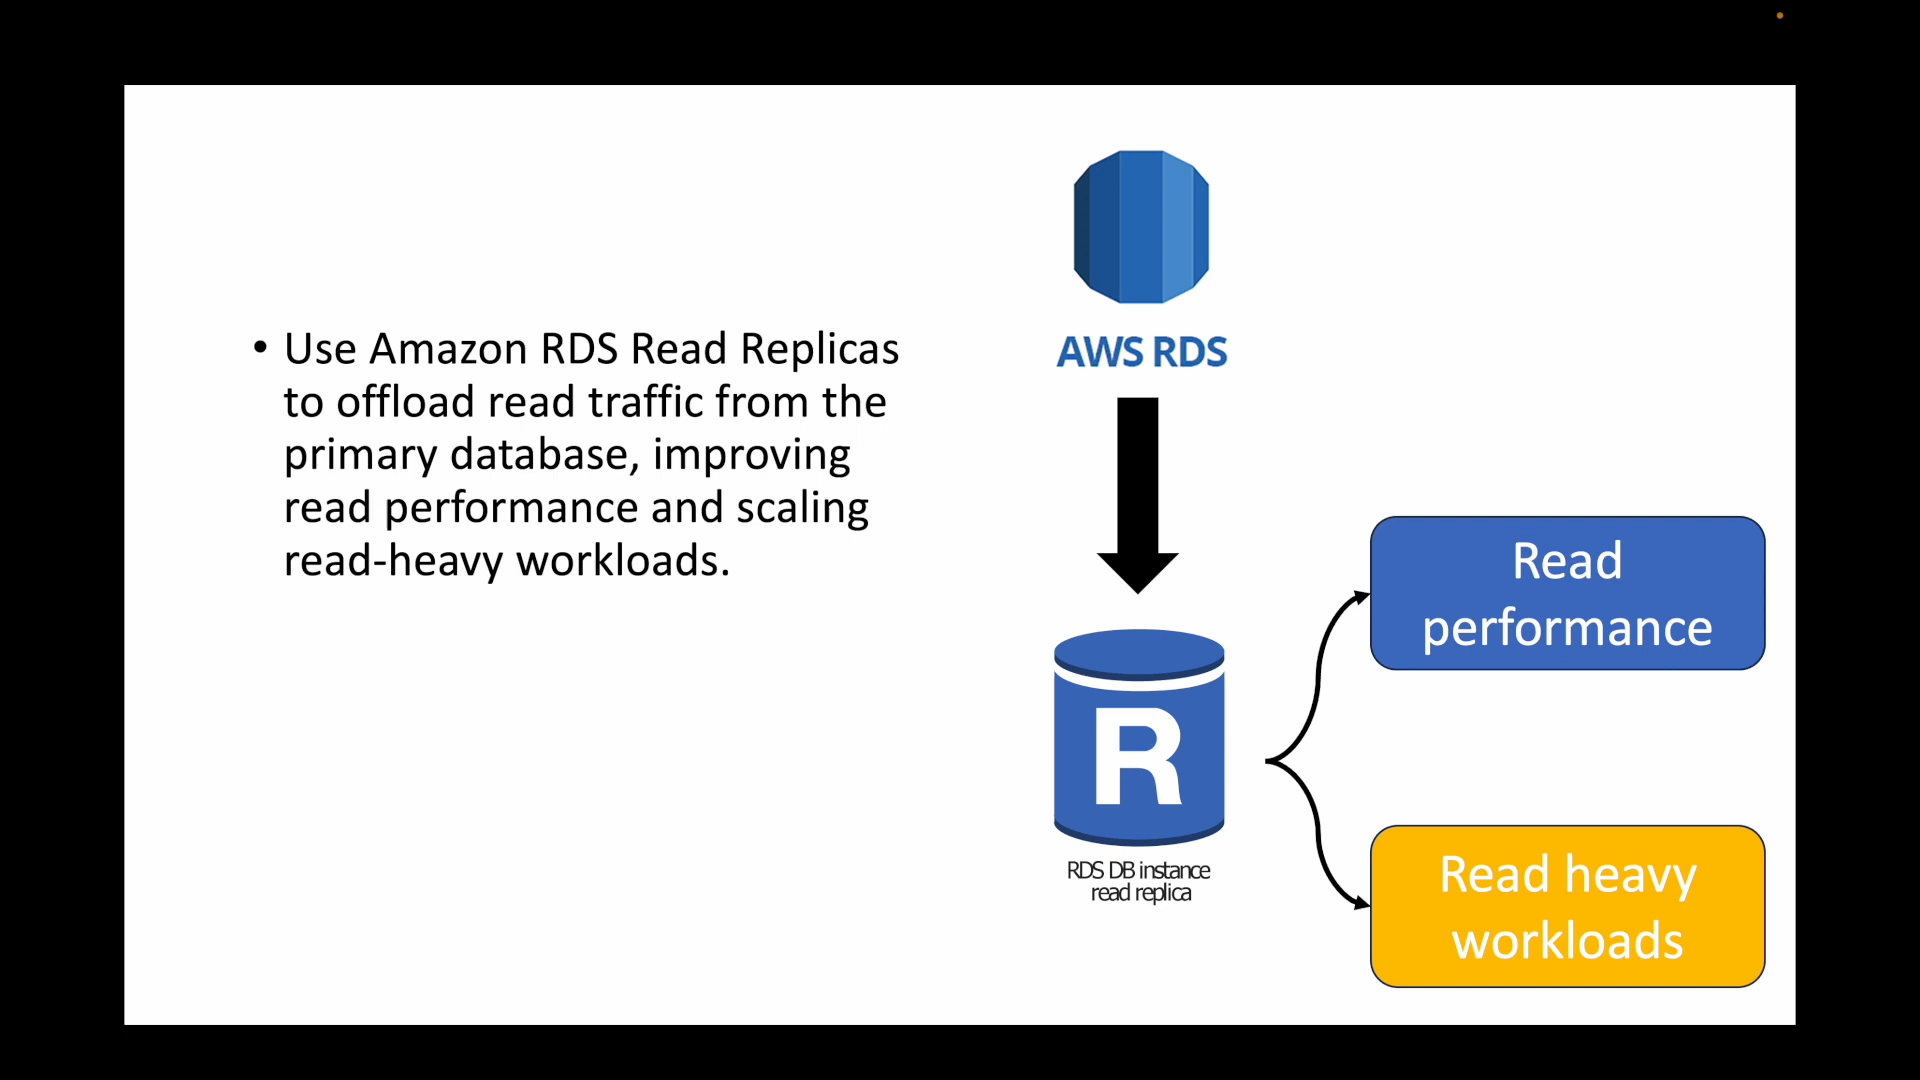 • Use Amazon RDS Read Replicas
to offload read traffic from the
primary database, improving
read performance and scaling
read-heavy workloads.
AWS RDS
R
RDS DB instance
read replica
Read
performance
Read heavy
workloads